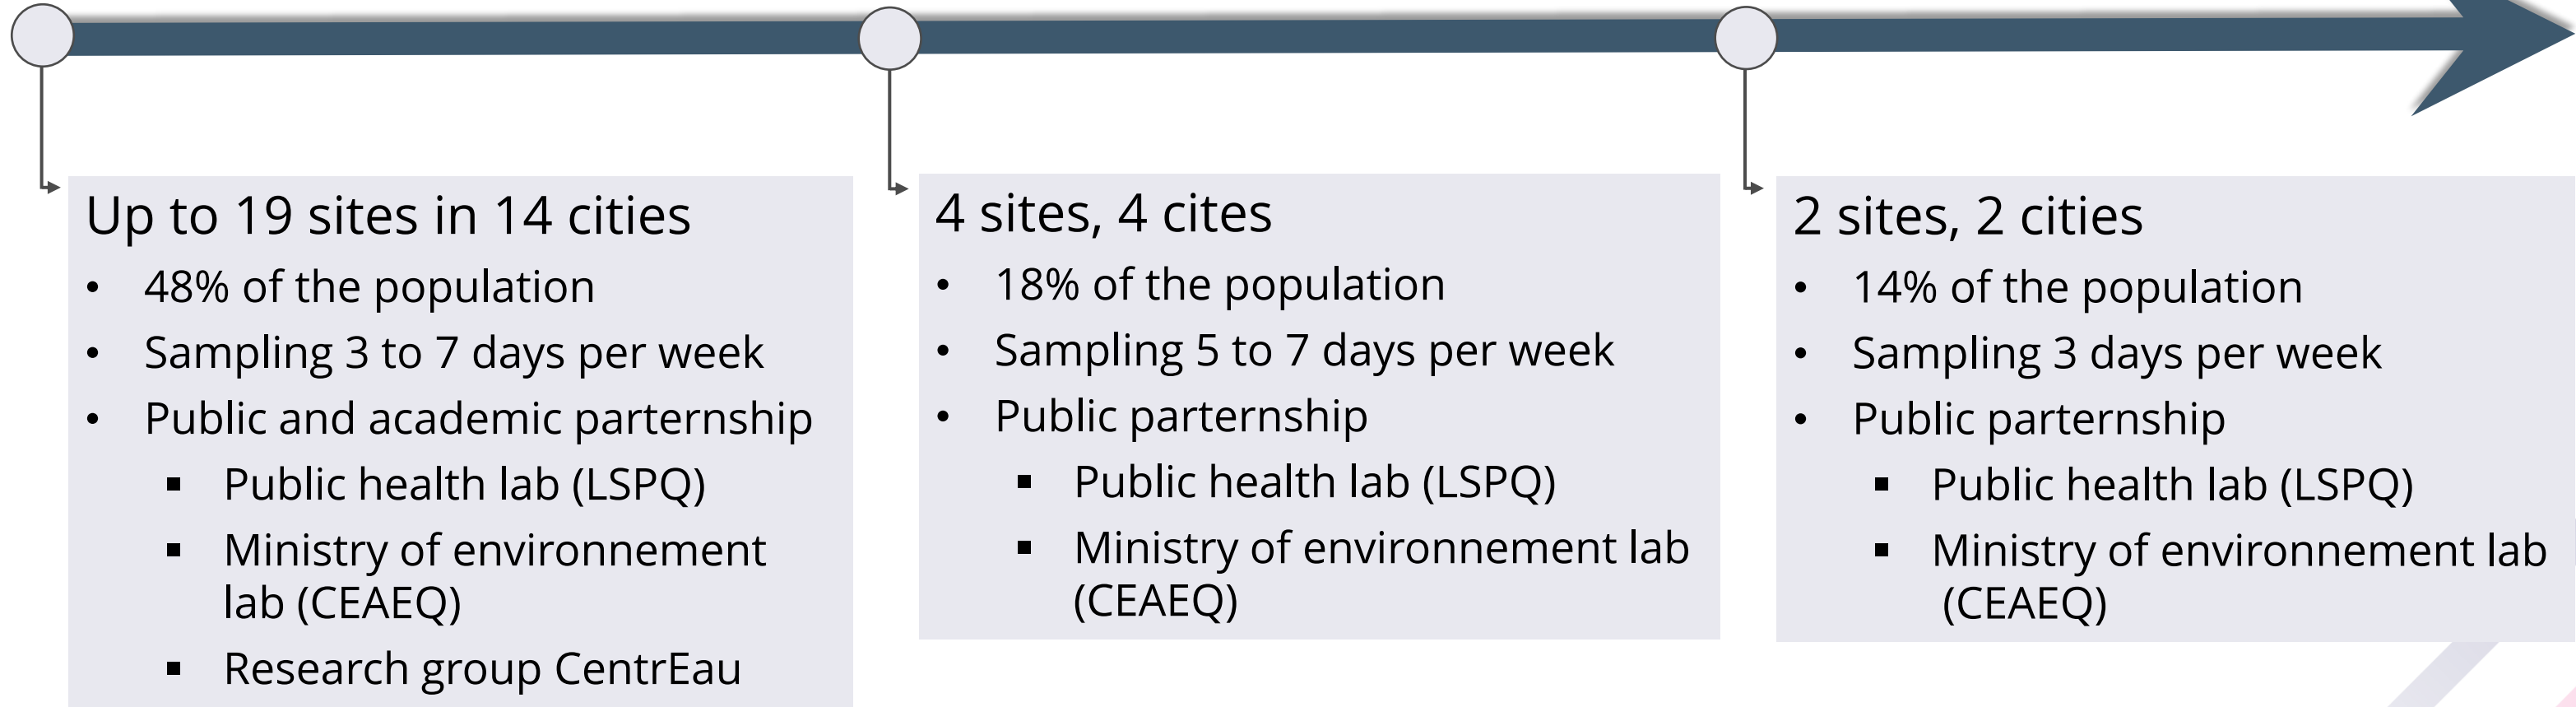 Up to 19 sites in 14 cities
• 48% of the population
• Sampling 3 to 7 days per week
• Public and academic parternship
▪ Public health lab (LSPQ)
▪ Ministry of environnement
lab (CEAEQ)
▪ Research group CentrEau
4 sites, 4 cites
• 18% of the population
• Sampling 5 to 7 days per week
• Public parternship
▪ Public health lab (LSPQ)
▪ Ministry of environnement lab
(CEAEQ)
2 sites, 2 cities
• 14% of the population
• Sampling 3 days per week
• Public parternship
▪ Public health lab (LSPQ)
▪ Ministry of environnement lab
(CEAEQ)